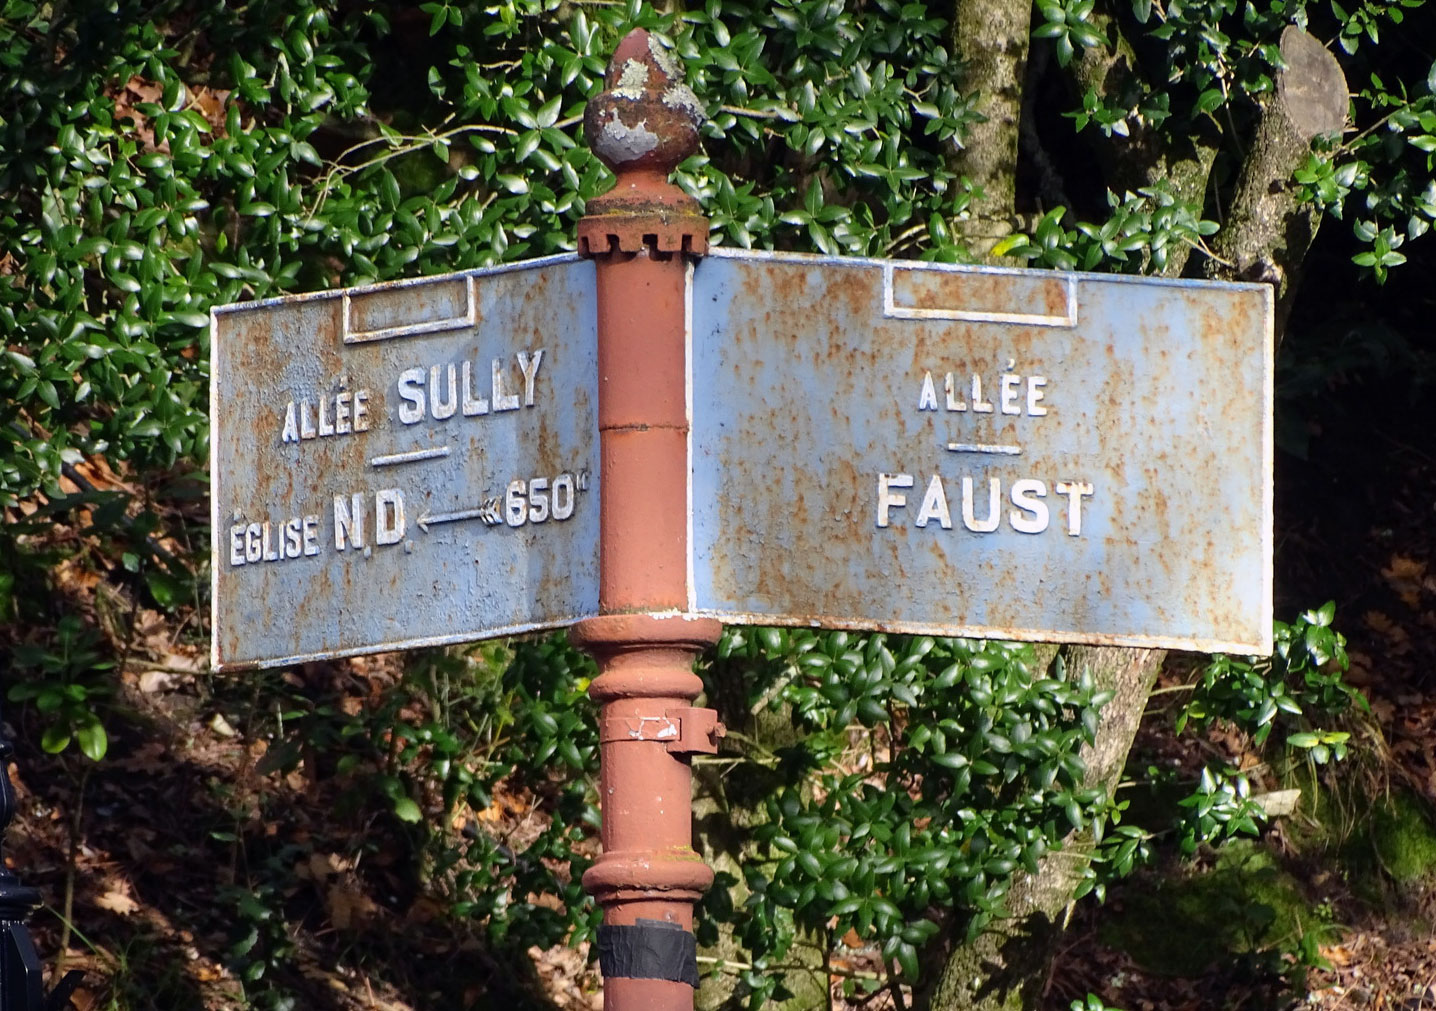 ALLÉE SULLY
ÉGLISE N.D. 650M
ALLÉE
FAUST